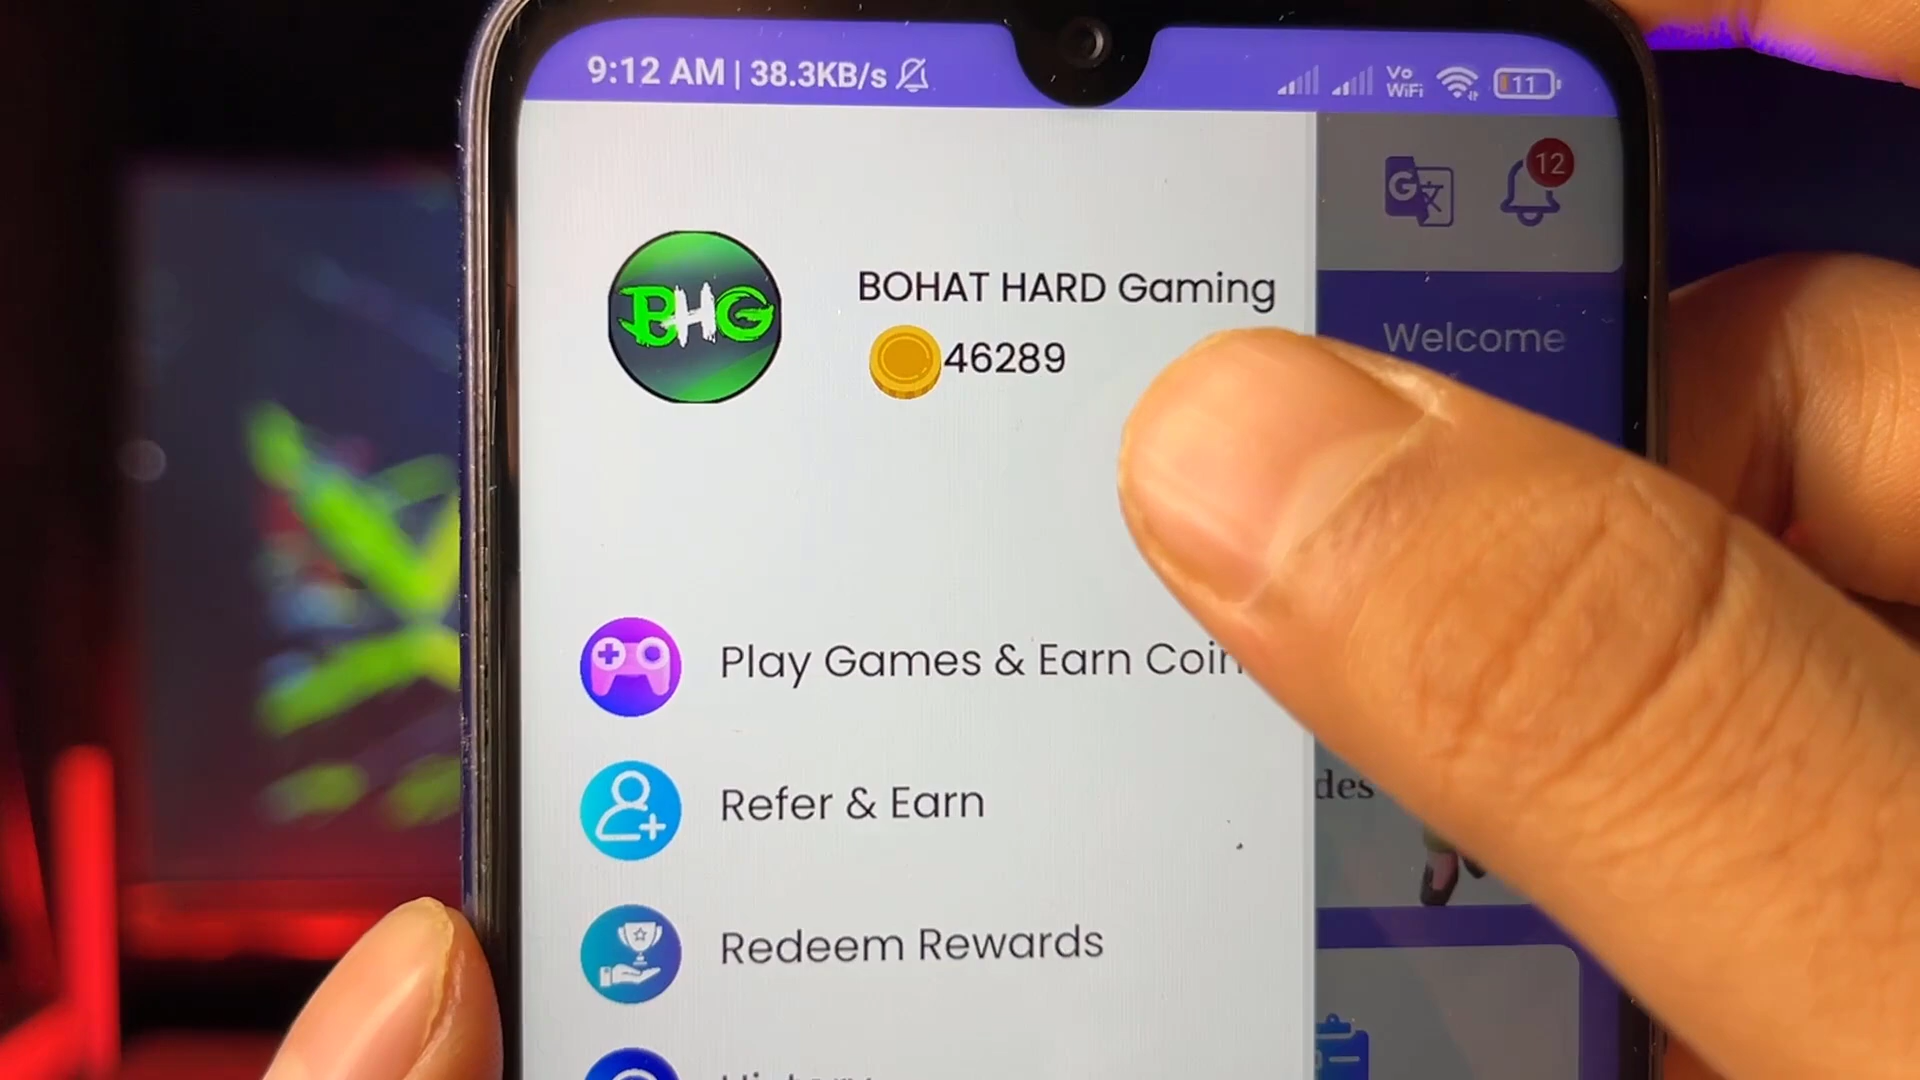 9:12 AM | 38.3KB/s
Vo
WiFi
11
G
12
BHG
BOHAT HARD Gaming
46289
Welcome
Play Games & Earn Coin
des
Refer & Earn
Redeem Rewards